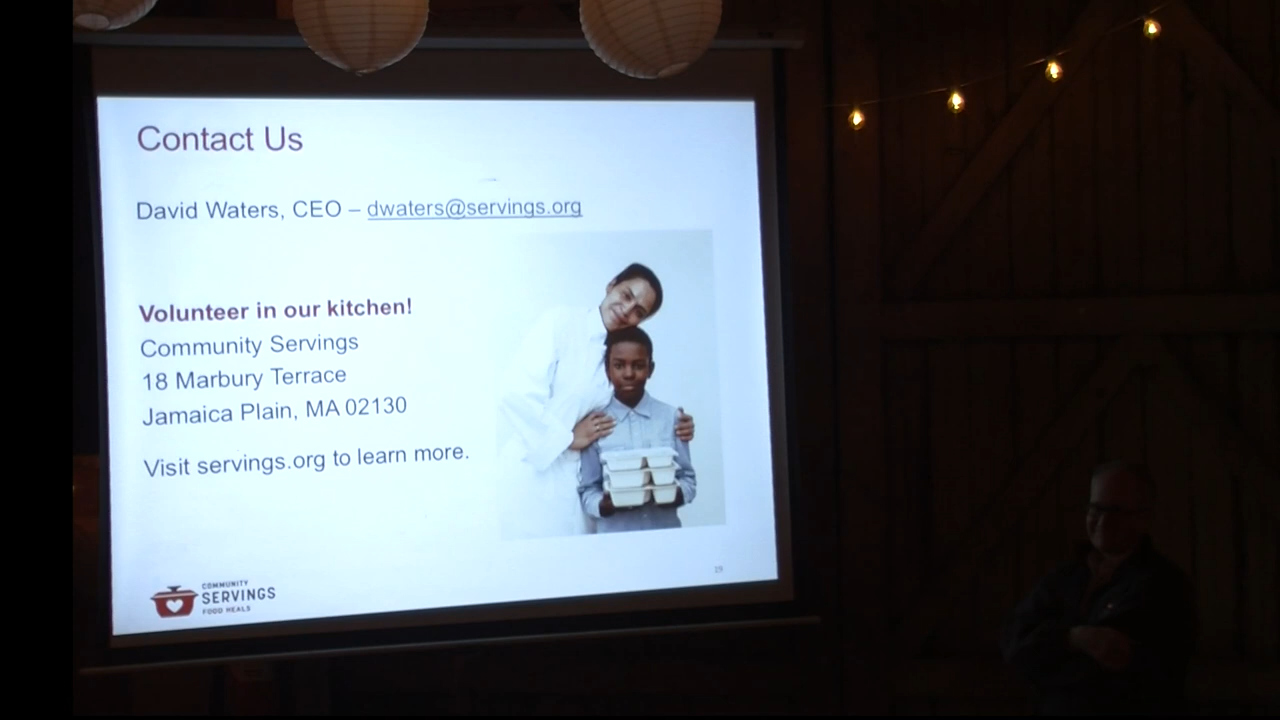 Contact Us
David Waters, CEO – dwaters@servings.org
Volunteer in our kitchen!
Community Servings
18 Marbury Terrace
Jamaica Plain, MA 02130
Visit servings.org to learn more.
COMMUNITY
SERVINGS
FOOD HEALS